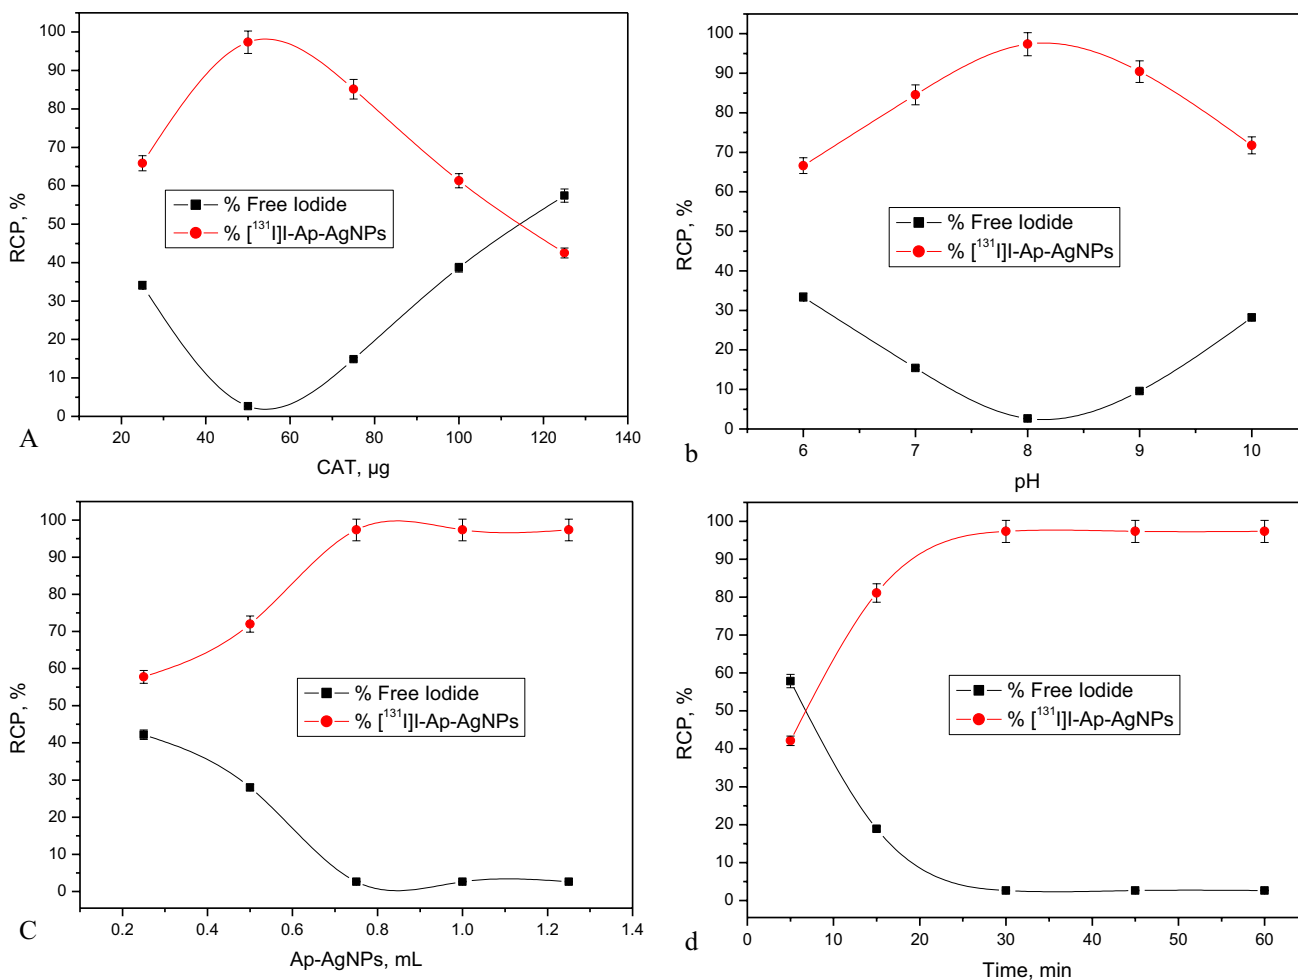 100
90
80
70
60
50
40
30
20
10
0
RCP, %
% Free Iodide
% [¹³¹I]I-Ap-AgNPs
20 40 60 80 100 120 140
CAT, µg
A
100
90
80
70
60
50
40
30
20
10
0
RCP, %
% Free Iodide
% [¹³¹I]I-Ap-AgNPs
6 7 8 9 10
pH
b
100
90
80
70
60
50
40
30
20
10
0
RCP, %
% Free Iodide
% [¹³¹I]I-Ap-AgNPs
0.2 0.4 0.6 0.8 1.0 1.2 1.4
Ap-AgNPs, mL
C
100
90
80
70
60
50
40
30
20
10
0
RCP, %
% Free Iodide
% [¹³¹I]I-Ap-AgNPs
0 10 20 30 40 50 60
Time, min
d